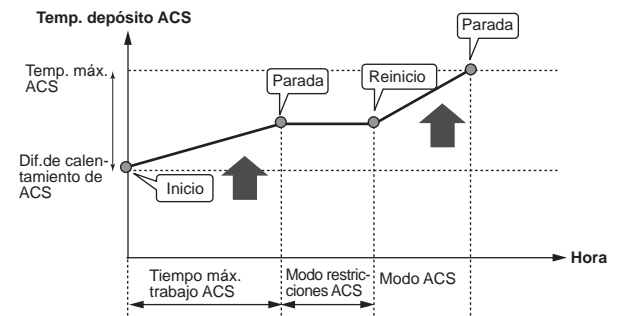 Temp. depósito ACS
Parada
Temp. máx.
ACS
Parada
Reinicio
Dif.de calen-
tamiento de
ACS
Inicio
Hora
Tiempo máx.
trabajo ACS
Modo restric-
ciones ACS
Modo ACS